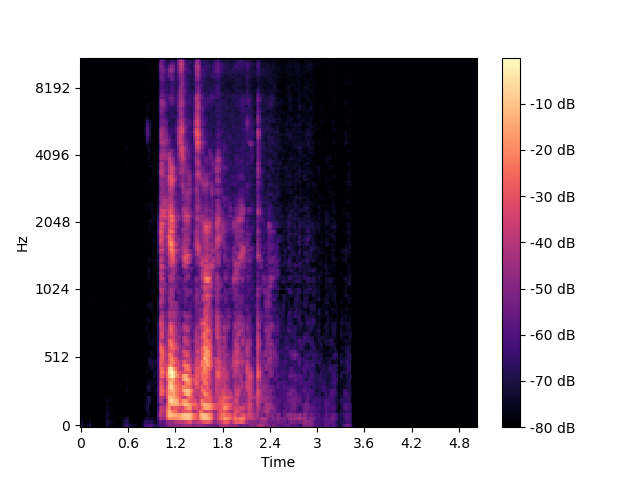 8192
4096
2048
1024
512
0
Hz
0 0.6 1.2 1.8 2.4 3 3.6 4.2 4.8
Time
-10 dB
-20 dB
-30 dB
-40 dB
-50 dB
-60 dB
-70 dB
-80 dB